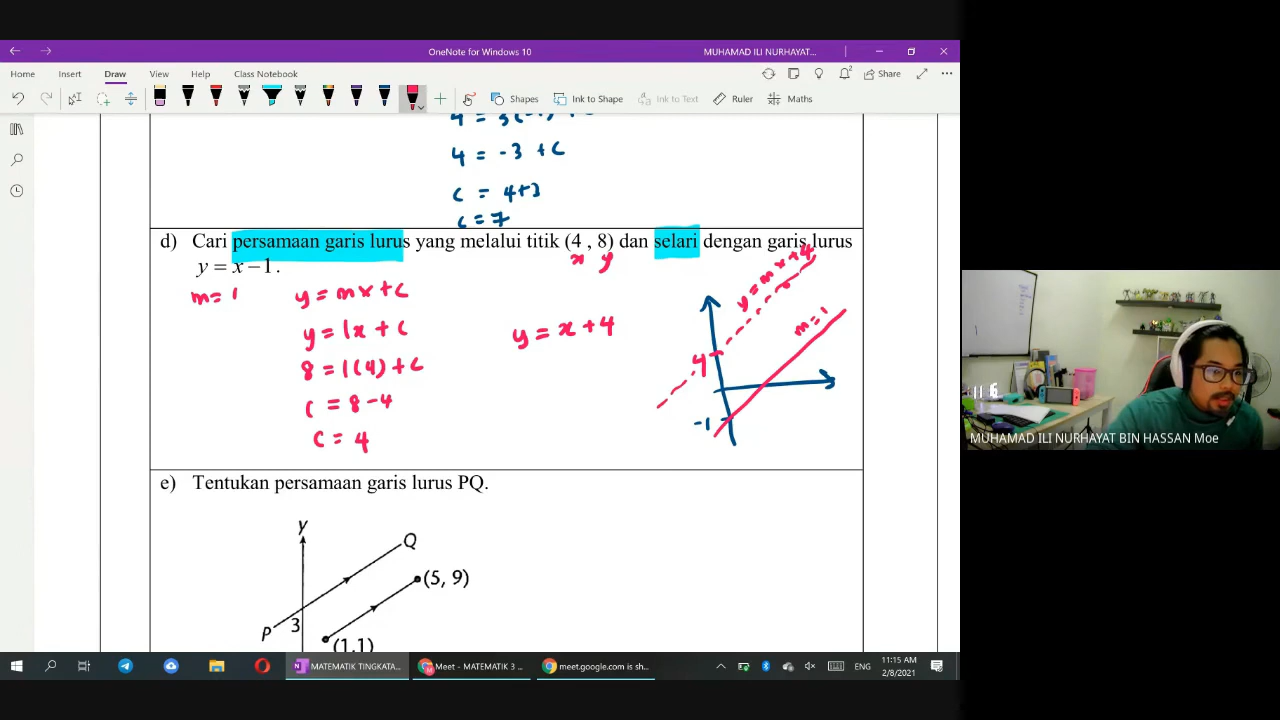 OneNote for Windows 10
MUHAMAD ILI NURHAYAT...
Home Insert Draw View Help Class Notebook
Share
Shapes Ink to Shape Ink to Text Ruler Maths
4 = -3 + c
c = 4+3
c = 7
d) Cari persamaan garis lurus yang melalui titik (4 , 8) dan selari dengan garis lurus
y = x – 1 .
x y
m = 1
y = mx + c
y = 1x + c
8 = 1(4) + c
c = 8 - 4
c = 4
y = x + 4
y = mx + 4
m = 1
4
-1
e) Tentukan persamaan garis lurus PQ.
y
Q
(5, 9)
3
P
(1,1)
MUHAMAD ILI NURHAYAT BIN HASSAN Moe
MATEMATIK TINGKATA...
Meet - MATEMATIK 3 ...
meet.google.com is sh...
ENG
11:15 AM
2/8/2021